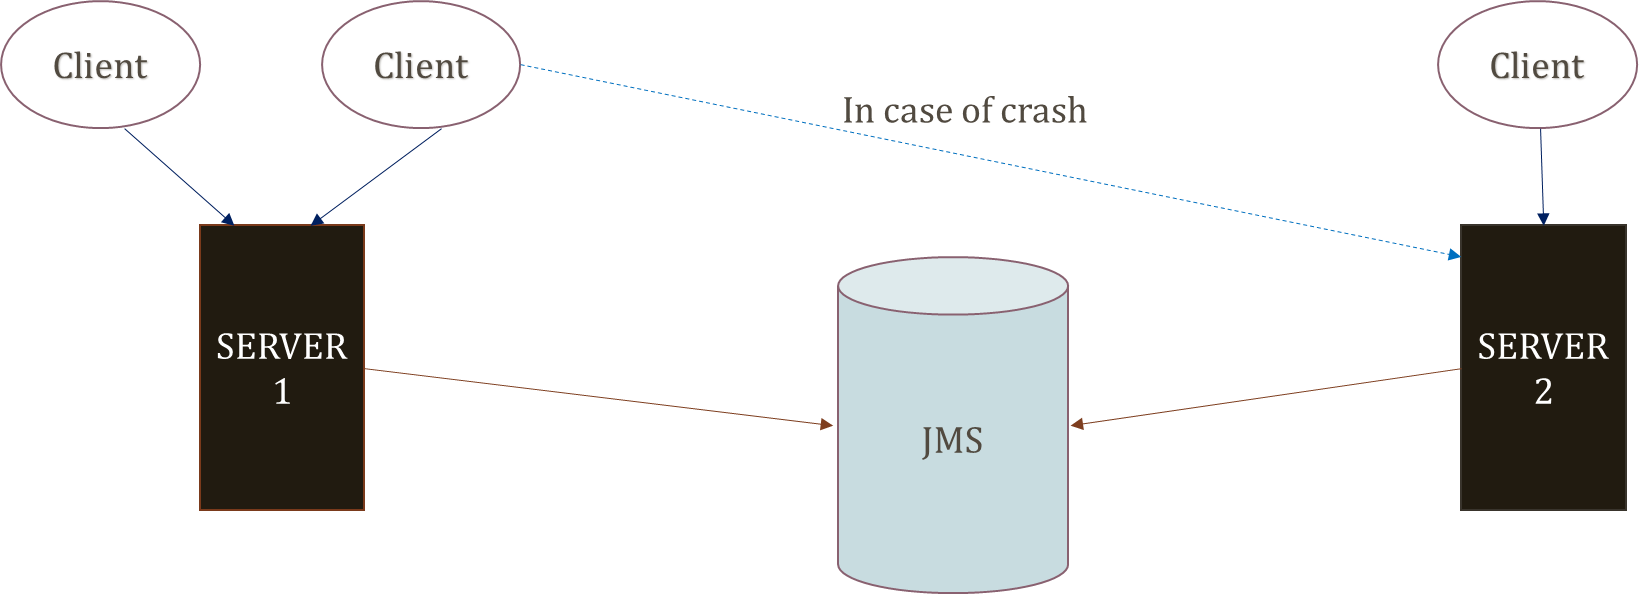 Client
Client
Client
In case of crash
SERVER
1
SERVER
2
JMS